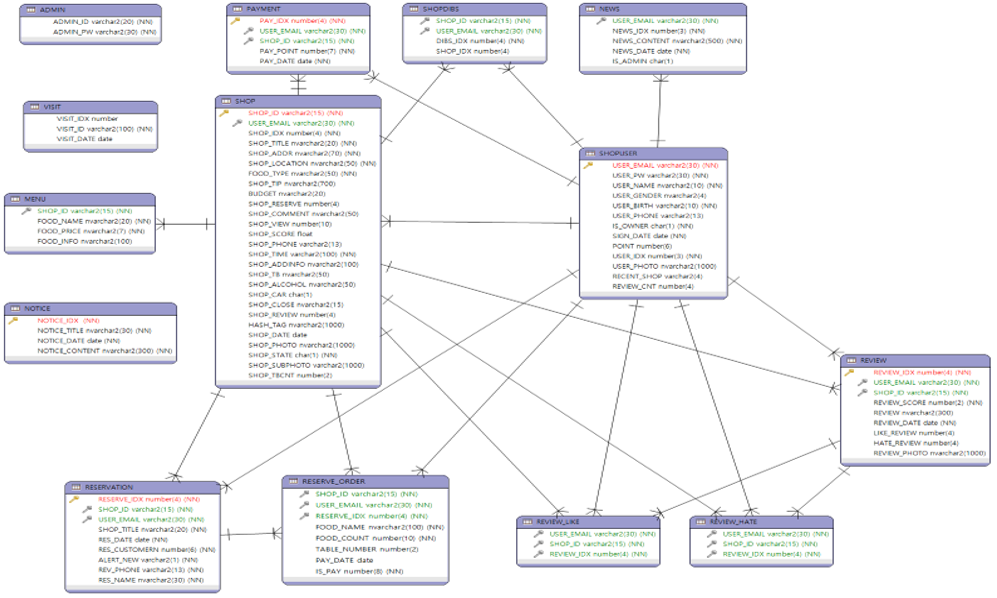 ADMIN
ADMIN_ID varchar2(20) (NN)
ADMIN_PW varchar2(30) (NN)
PAYMENT
PAY_IDX number(4) (NN)
USER_EMAIL varchar2(30) (NN)
SHOP_ID varchar2(15) (NN)
PAY_POINT number(7) (NN)
PAY_DATE date (NN)
SHOPDIBS
SHOP_ID varchar2(15) (NN)
USER_EMAIL varchar2(30) (NN)
DIBS_IDX number(4) (NN)
SHOP_IDX number(4)
NEWS
USER_EMAIL varchar2(30) (NN)
NEWS_IDX number(3) (NN)
NEWS_CONTENT nvarchar2(500) (NN)
NEWS_DATE date (NN)
IS_ADMIN char(1)
VISIT
VISIT_IDX number
VISIT_ID varchar2(100) (NN)
VISIT_DATE date
SHOP
SHOP_ID varchar2(15) (NN)
USER_EMAIL varchar2(30) (NN)
SHOP_IDX number(4) (NN)
SHOP_TITLE nvarchar2(20) (NN)
SHOP_ADDR nvarchar2(70) (NN)
SHOP_LOCATION nvarchar2(50) (NN)
FOOD_TYPE nvarchar2(50) (NN)
SHOP_TIP nvarchar2(700)
BUDGET nvarchar2(20)
SHOP_RESERVE number(4)
SHOP_COMMENT nvarchar2(50)
SHOP_VIEW number(10)
SHOP_SCORE float
SHOP_PHONE varchar2(13)
SHOP_TIME varchar2(100) (NN)
SHOP_ADDINFO nvarchar2(100)
SHOP_TB nvarchar2(50)
SHOP_ALCOHOL nvarchar2(50)
SHOP_CAR char(1)
SHOP_CLOSE nvarchar2(15)
SHOP_REVIEW number(4)
HASH_TAG nvarchar2(1000)
SHOP_DATE date
SHOP_PHOTO nvarchar2(1000)
SHOP_STATE char(1) (NN)
SHOP_SUBPHOTO varchar2(1000)
SHOP_TBCNT number(2)
SHOPUSER
USER_EMAIL varchar2(30) (NN)
USER_PW varchar2(30) (NN)
USER_NAME nvarchar2(10) (NN)
USER_GENDER nvarchar2(4)
USER_BIRTH varchar2(10) (NN)
USER_PHONE varchar2(13)
IS_OWNER char(1) (NN)
SIGN_DATE date (NN)
POINT number(6)
USER_IDX number(3) (NN)
USER_PHOTO nvarchar2(1000)
RECENT_SHOP varchar2(4)
REVIEW_CNT number(4)
MENU
SHOP_ID varchar2(15) (NN)
FOOD_NAME nvarchar2(20) (NN)
FOOD_PRICE nvarchar2(7) (NN)
FOOD_INFO nvarchar2(100)
NOTICE
NOTICE_IDX (NN)
NOTICE_TITLE nvarchar2(30) (NN)
NOTICE_DATE date (NN)
NOTICE_CONTENT nvarchar2(300) (NN)
REVIEW
REVIEW_IDX number(4) (NN)
USER_EMAIL varchar2(30) (NN)
SHOP_ID varchar2(15) (NN)
REVIEW_SCORE number(2) (NN)
REVIEW nvarchar2(300)
REVIEW_DATE date (NN)
LIKE_REVIEW number(4)
HATE_REVIEW number(4)
REVIEW_PHOTO nvarchar2(1000)
RESERVATION
RESERVE_IDX number(4) (NN)
SHOP_ID varchar2(15) (NN)
USER_EMAIL varchar2(30) (NN)
SHOP_TITLE nvarchar2(20) (NN)
RES_DATE date (NN)
RES_CUSTOMERN number(6) (NN)
ALERT_NEW varchar2(1) (NN)
REV_PHONE varchar2(13) (NN)
RES_NAME nvarchar2(30) (NN)
RESERVE_ORDER
SHOP_ID varchar2(15) (NN)
USER_EMAIL varchar2(30) (NN)
RESERVE_IDX number(4) (NN)
FOOD_NAME nvarchar2(100) (NN)
FOOD_COUNT number(10) (NN)
TABLE_NUMBER number(2)
PAY_DATE date
IS_PAY number(8) (NN)
REVIEW_LIKE
USER_EMAIL varchar2(30) (NN)
SHOP_ID varchar2(15) (NN)
REVIEW_IDX number(4) (NN)
REVIEW_HATE
USER_EMAIL varchar2(30) (NN)
SHOP_ID varchar2(15) (NN)
REVIEW_IDX number(4) (NN)